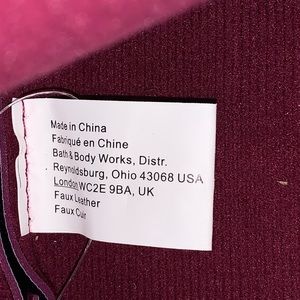 Made in China
Fabriqué en Chine
Bath & Body Works, Distr.
Reynoldsburg, Ohio 43068 USA
London WC2E 9BA, UK
Faux Leather
Faux Cuir